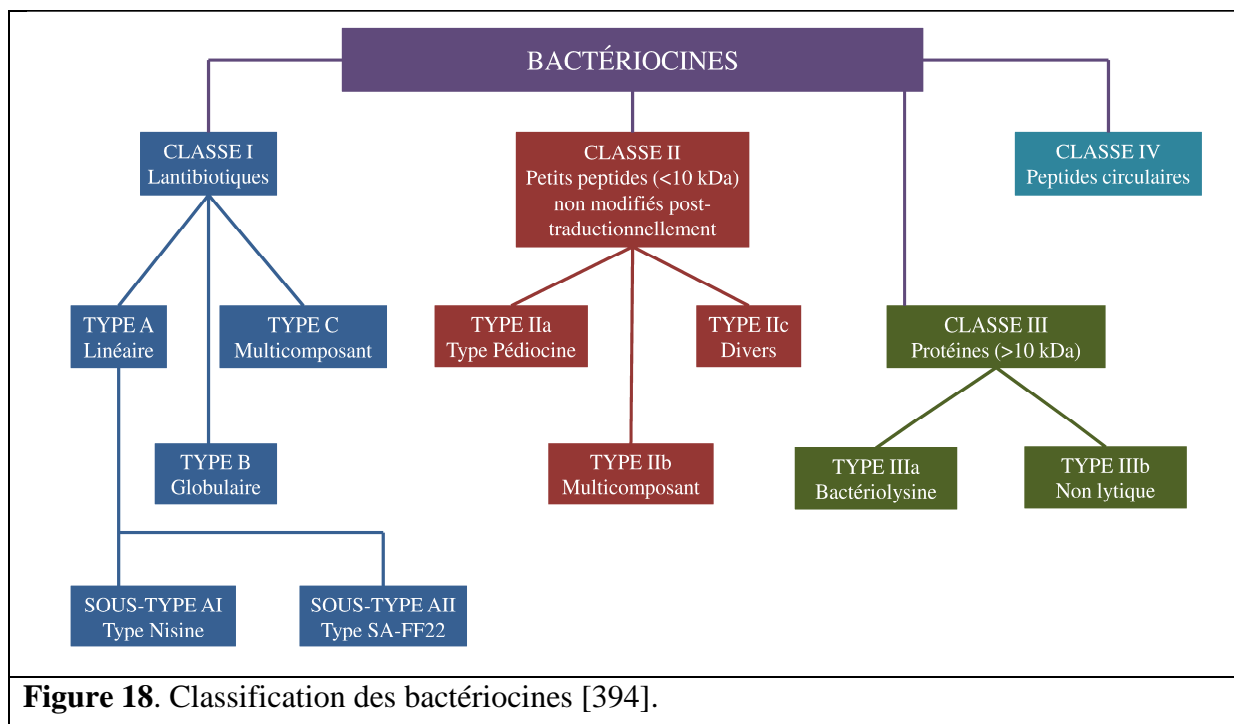 BACTÉRIOCINES
CLASSE I
Lantibiotiques
CLASSE II
Petits peptides (<10 kDa)
non modifiés post-
traductionnellement
CLASSE IV
Peptides circulaires
TYPE A
Linéaire
TYPE C
Multicomposant
TYPE IIa
Type Pédiocine
TYPE IIc
Divers
CLASSE III
Protéines (>10 kDa)
TYPE B
Globulaire
TYPE IIb
Multicomposant
TYPE IIIa
Bactériolysine
TYPE IIIb
Non lytique
SOUS-TYPE AI
Type Nisine
SOUS-TYPE AII
Type SA-FF22
Figure 18. Classification des bactériocines [394].